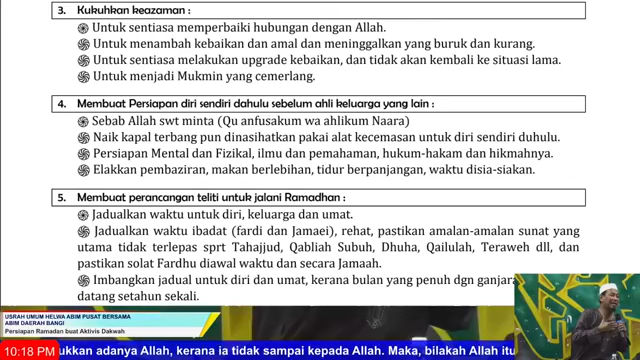 3. Kukuhkan keazaman :
Untuk sentiasa memperbaiki hubungan dengan Allah.
Untuk menambah kebaikan dan amal dan meninggalkan yang buruk dan kurang.
Untuk sentiasa melakukan upgrade kebaikan, dan tidak akan kembali ke situasi lama.
Untuk menjadi Mukmin yang cemerlang.
4. Membuat Persiapan diri sendiri dahulu sebelum ahli keluarga yang lain :
Sebab Allah swt minta (Qu anfusakum wa ahlikum Naara)
Naik kapal terbang pun dinasihatkan pakai alat kecemasan untuk diri sendiri duhulu.
Persiapan Mental dan Fizikal, ilmu dan pemahaman, hukum-hakam dan hikmahnya.
Elakkan pembaziran, makan berlebihan, tidur berpanjangan, waktu disia-siakan.
5. Membuat perancangan teliti untuk jalani Ramadhan :
Jadualkan waktu untuk diri, keluarga dan umat.
Jadualkan waktu ibadat (fardi dan Jamaei), rehat, pastikan amalan-amalan sunat yang
utama tidak terlepas sprt Tahajjud, Qabliah Subuh, Dhuha, Qailulah, Teraweh dll, dan
pastikan solat Fardhu diawal waktu dan secara Jamaah.
Imbangkan jadual untuk diri dan umat, kerana bulan yang penuh dgn ganjara
datang setahun sekali.
USRAH UMUM HELWA ABIM PUSAT BERSAMA
ABIM DAERAH BANGI
Persiapan Ramadan buat Aktivis Dakwah
10:18 PM
ukkan adanya Allah, kerana ia tidak sampai kepada Allah. Maka, bilakah Allah itu